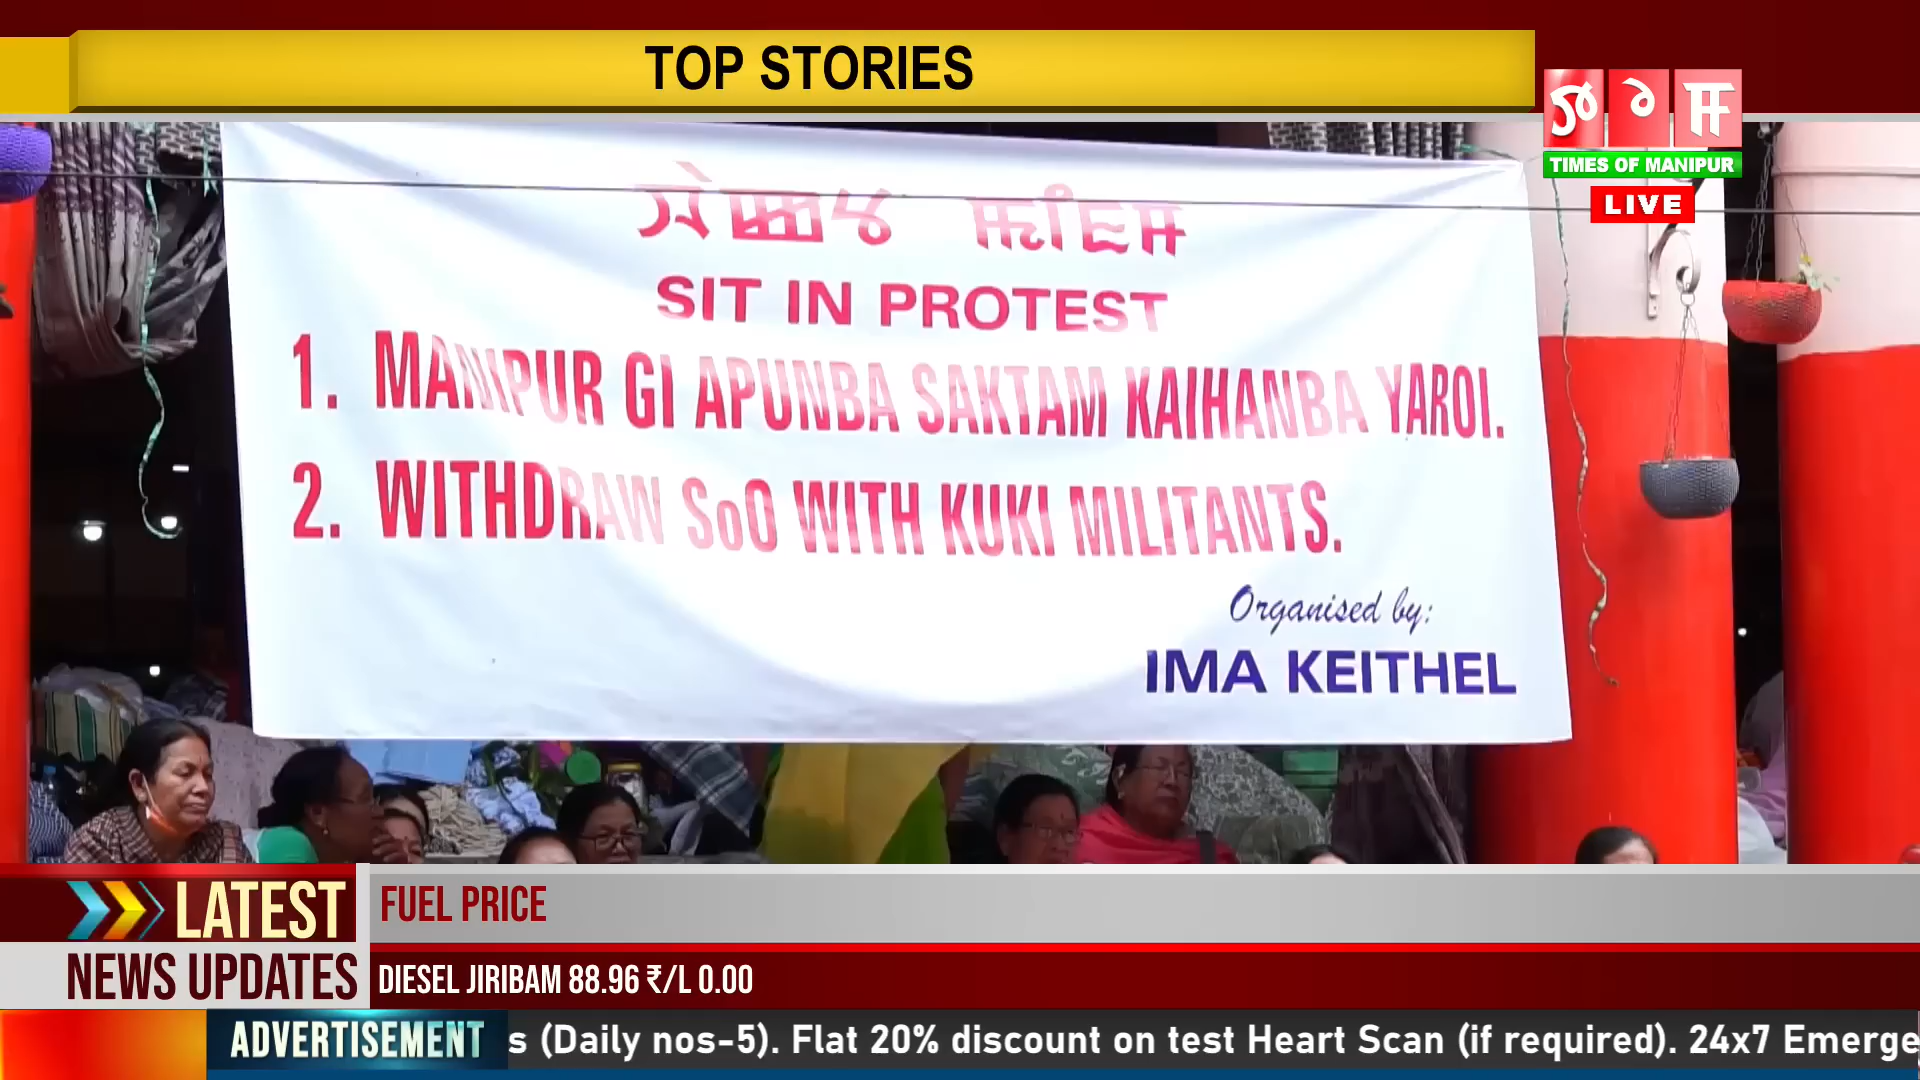 TOP STORIES
TIMES OF MANIPUR
LIVE
ꯋꯥꯀꯠ ꯃꯤꯐꯝ
SIT IN PROTEST
1. MANIPUR GI APUNBA SAKTAM KAIHANBA YAROI.
2. WITHDRAW SoO WITH KUKI MILITANTS.
Organised by:
IMA KEITHEL
LATEST
NEWS UPDATES
FUEL PRICE
DIESEL JIRIBAM 88.96 ₹/L 0.00
ADVERTISEMENT
s (Daily nos-5). Flat 20% discount on test Heart Scan (if required). 24x7 Emerge